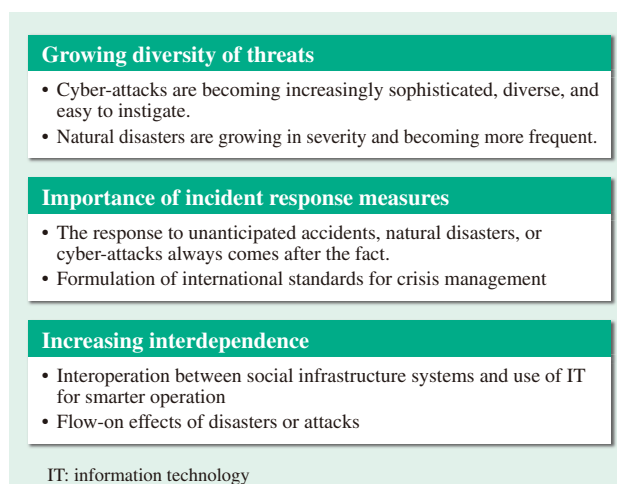 Growing diversity of threats
• Cyber-attacks are becoming increasingly sophisticated, diverse, and
easy to instigate.
• Natural disasters are growing in severity and becoming more frequent.
Importance of incident response measures
• The response to unanticipated accidents, natural disasters, or
cyber-attacks always comes after the fact.
• Formulation of international standards for crisis management
Increasing interdependence
• Interoperation between social infrastructure systems and use of IT
for smarter operation
• Flow-on effects of disasters or attacks
IT: information technology